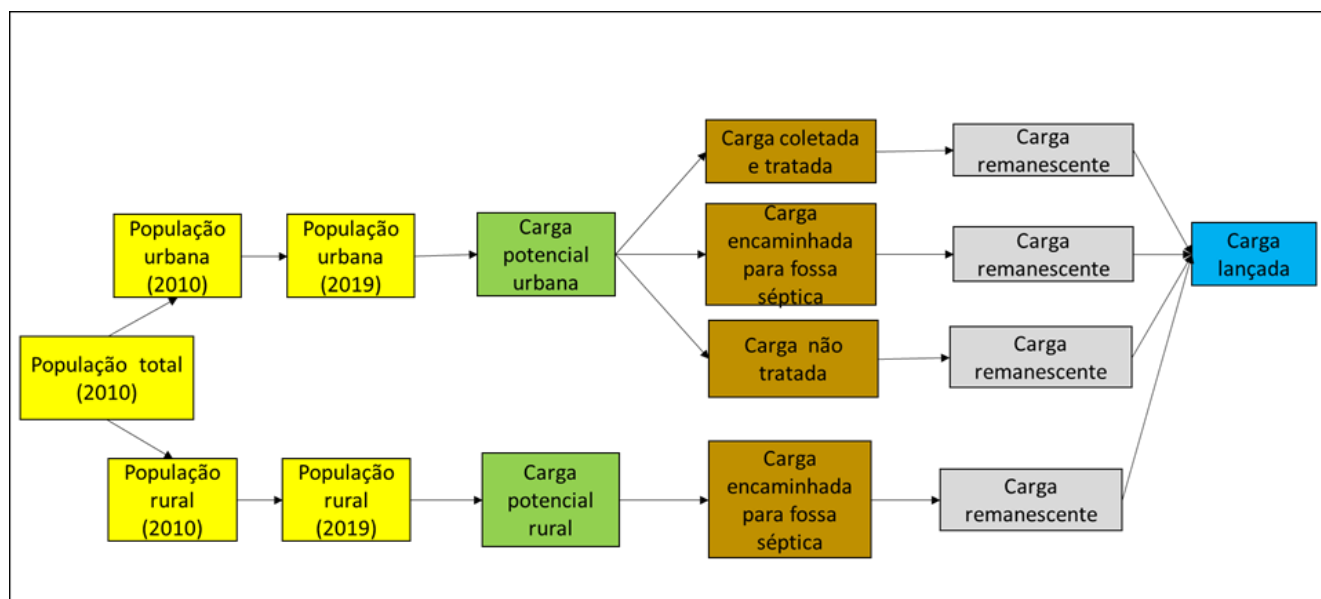 População total
(2010)
População
urbana
(2010)
População
urbana
(2019)
Carga
potencial
urbana
Carga coletada
e tratada
Carga
remanescente
Carga
encaminhada
para fossa
séptica
Carga
remanescente
Carga não
tratada
Carga
remanescente
Carga
lançada
População
rural
(2010)
População
rural
(2019)
Carga
potencial
rural
Carga
encaminhada
para fossa
séptica
Carga
remanescente